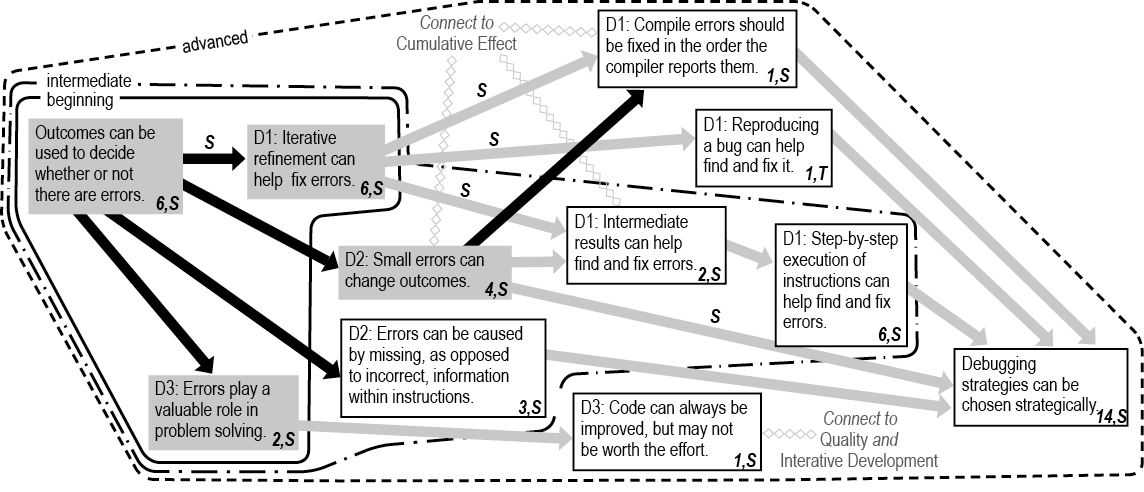 advanced
intermediate
beginning
Connect to
Cumulative Effect
D1: Compile errors should
be fixed in the order the
compiler reports them.
1,S
Outcomes can be
used to decide
whether or not
there are errors.
6,S
S
D1: Iterative
refinement can
help fix errors.
6,S
S
S
S
D1: Reproducing
a bug can help
find and fix it.
1,T
D2: Small errors can
change outcomes.
4,S
D1: Intermediate
results can help
find and fix errors.
2,S
D1: Step-by-step
execution of
instructions can
help find and fix
errors.
6,S
S
D2: Errors can be caused
by missing, as opposed
to incorrect, information
within instructions.
3,S
Debugging
strategies can be
chosen strategically.
14,S
D3: Errors play a
valuable role in
problem solving.
2,S
D3: Code can always be
improved, but may not
be worth the effort.
1,S
Connect to
Quality and
Interative Development